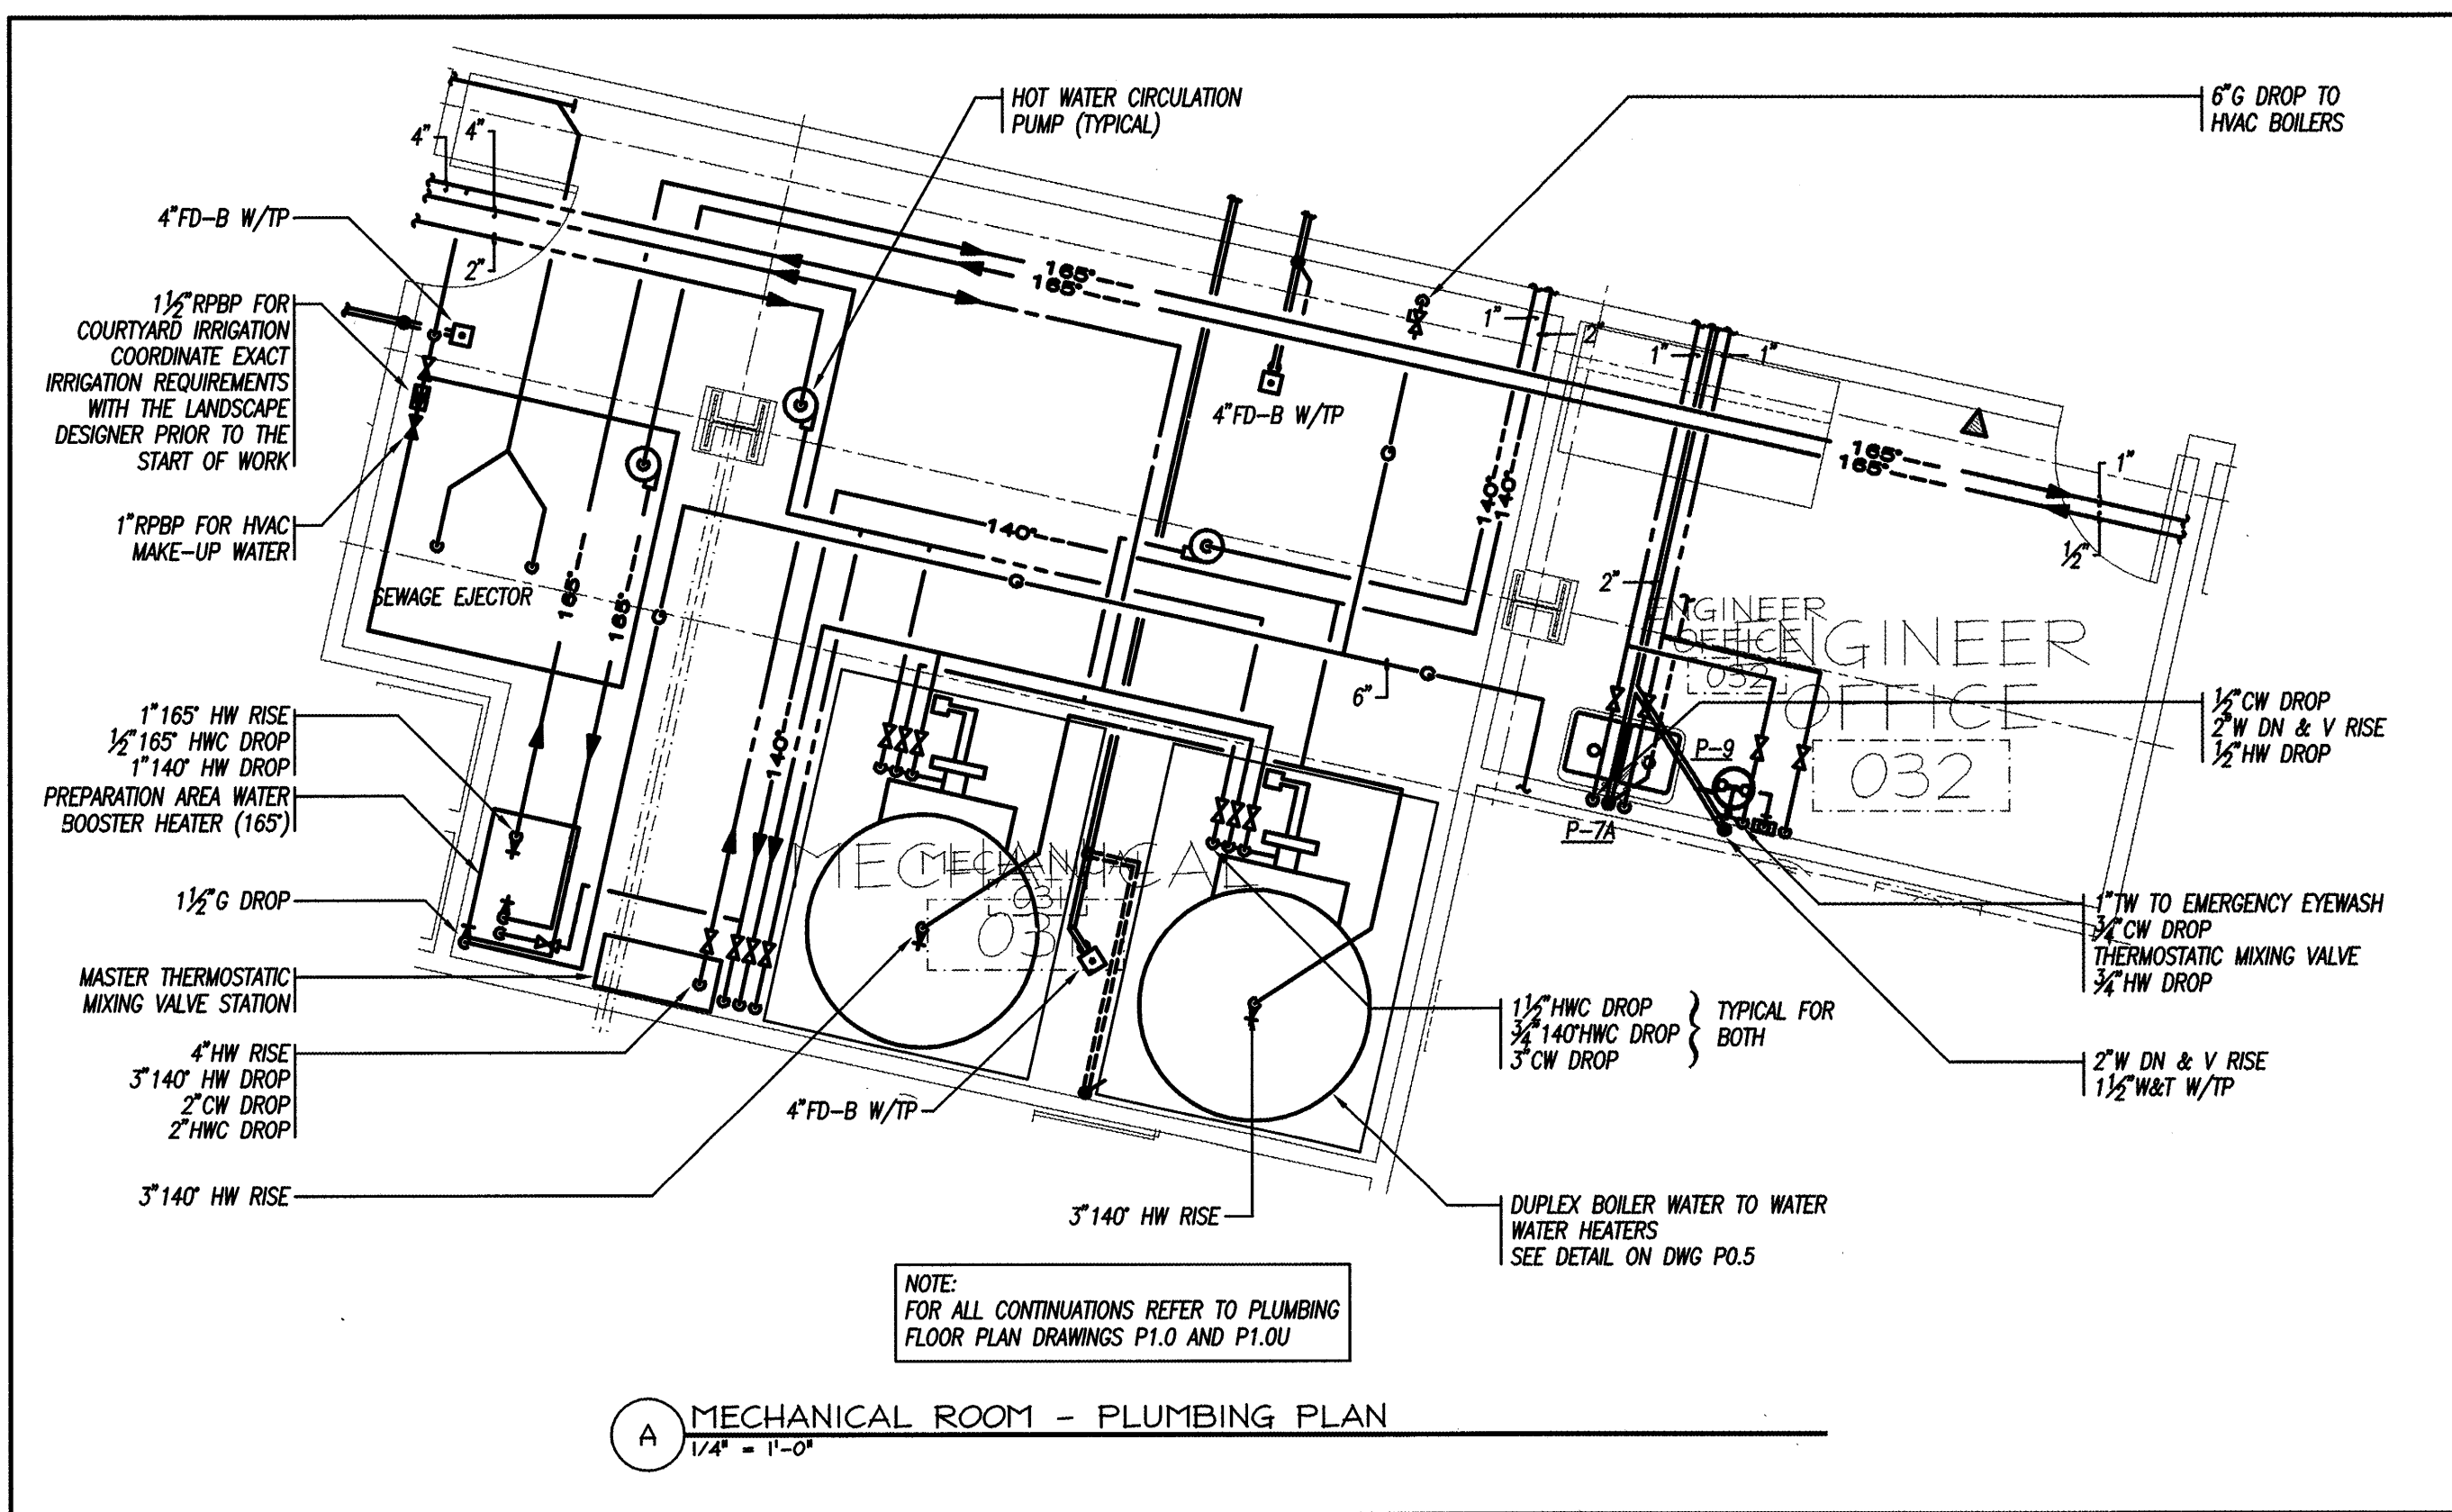 HOT WATER CIRCULATION
PUMP (TYPICAL)
6"G DROP TO
HVAC BOILERS
4"
4"
2"
4"FD-B W/TP
1½"RPBP FOR
COURTYARD IRRIGATION
COORDINATE EXACT
IRRIGATION REQUIREMENTS
WITH THE LANDSCAPE
DESIGNER PRIOR TO THE
START OF WORK
1"RPBP FOR HVAC
MAKE-UP WATER
SEWAGE EJECTOR
165°
165°
165°
165°
4"FD-B W/TP
1"
2"
1"
1"
165°
165°
1"
½"
140°
140°
140°
2"
ENGINEER
OFFICE
032
ENGINEER
OFFICE
032
6"
1"165° HW RISE
½"165° HWC DROP
1"140° HW DROP
PREPARATION AREA WATER
BOOSTER HEATER (165°)
140°
P-9
P-7A
½"CW DROP
2"W DN & V RISE
½"HW DROP
MECHANICAL
031
MECHANICAL
031
1½"G DROP
MASTER THERMOSTATIC
MIXING VALVE STATION
4"HW RISE
3"140° HW DROP
2"CW DROP
2"HWC DROP
3"140° HW RISE
4"FD-B W/TP
3"140° HW RISE
1½"HWC DROP
¾"140°HWC DROP
3"CW DROP
TYPICAL FOR
BOTH
1"TW TO EMERGENCY EYEWASH
¾"CW DROP
THERMOSTATIC MIXING VALVE
¾"HW DROP
2"W DN & V RISE
1½"W&T W/TP
DUPLEX BOILER WATER TO WATER
WATER HEATERS
SEE DETAIL ON DWG P0.5
NOTE:
FOR ALL CONTINUATIONS REFER TO PLUMBING
FLOOR PLAN DRAWINGS P1.0 AND P1.0U
A
MECHANICAL ROOM - PLUMBING PLAN
1/4" = 1'-0"